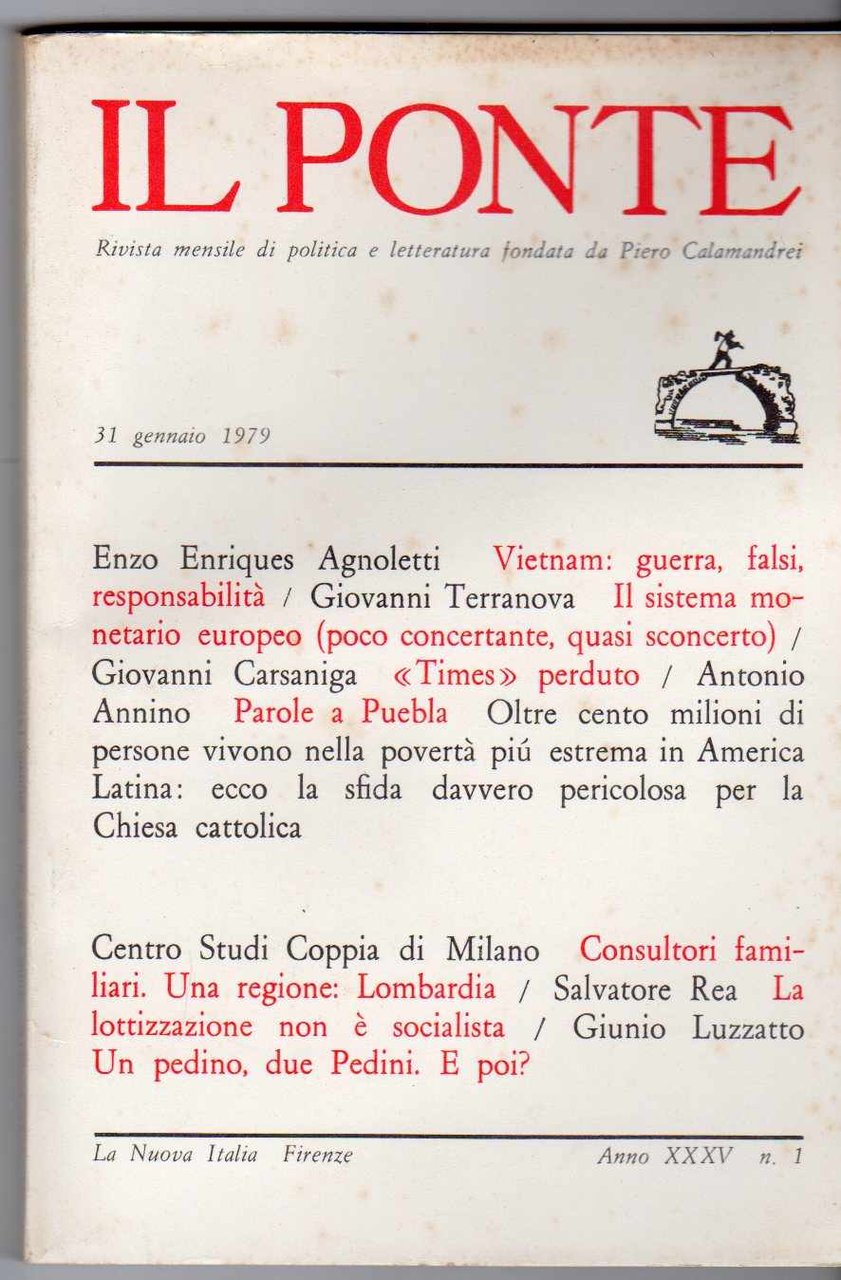 IL PONTE
Rivista mensile di politica e letteratura fondata da Piero Calamandrei
31 gennaio 1979
Enzo Enriques Agnoletti Vietnam: guerra, falsi,
responsabilità / Giovanni Terranova Il sistema mo-
netario europeo (poco concertante, quasi sconcerto) /
Giovanni Carsaniga «Times» perduto / Antonio
Annino Parole a Puebla Oltre cento milioni di
persone vivono nella povertà piú estrema in America
Latina: ecco la sfida davvero pericolosa per la
Chiesa cattolica
Centro Studi Coppia di Milano Consultori fami-
liari. Una regione: Lombardia / Salvatore Rea La
lottizzazione non è socialista / Giunio Luzzatto
Un pedino, due Pedini. E poi?
La Nuova Italia Firenze Anno XXXV n. 1